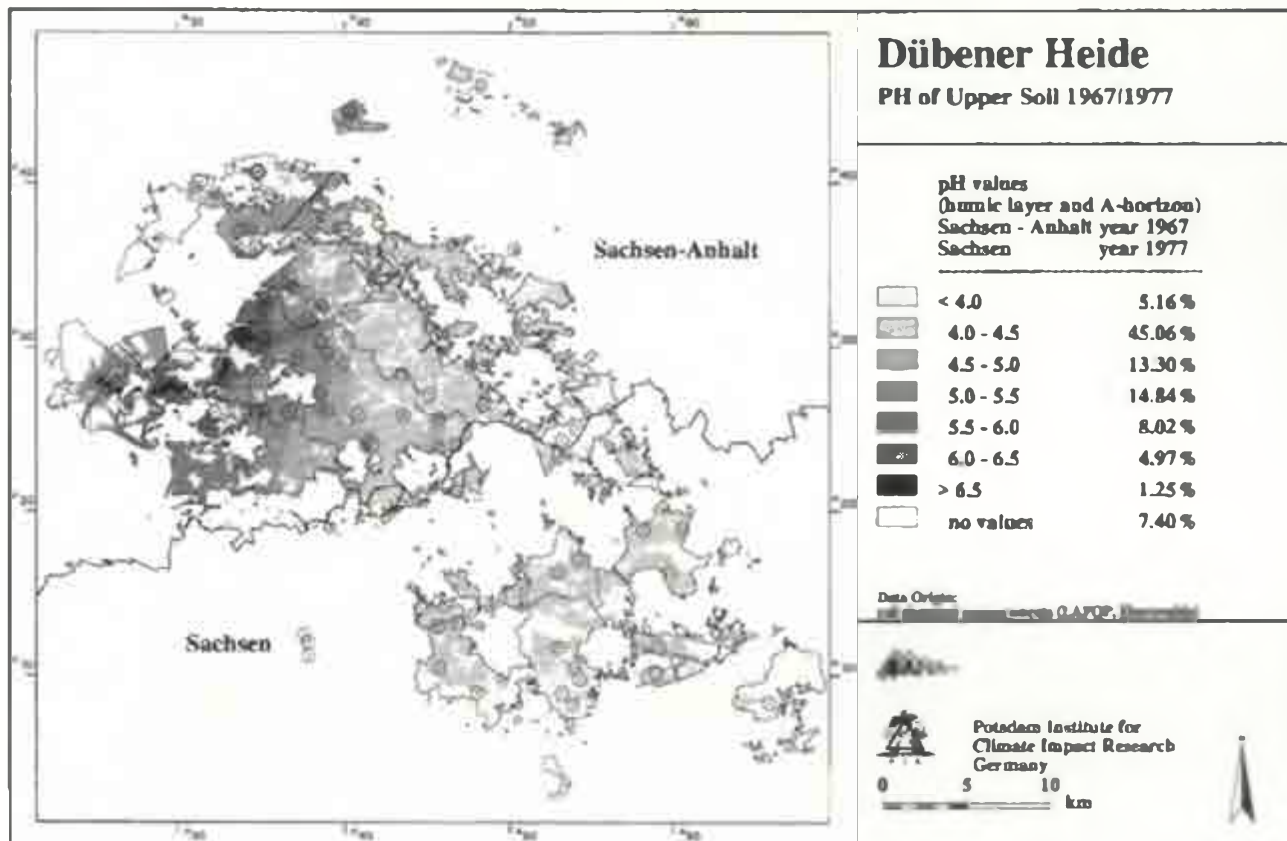 Dübener Heide
PH of Upper Soil 1967/1977
pH values
(humic layer and A-horizon)
Sachsen - Anhalt year 1967
Sachsen year 1977
< 4.0 5.16 %
4.0 - 4.5 45.06 %
4.5 - 5.0 13.30 %
5.0 - 5.5 14.84 %
5.5 - 6.0 8.02 %
6.0 - 6.5 4.97 %
> 6.5 1.25 %
no values 7.40 %
Data Origin:
Potsdam Institute for
Climate Impact Research
Germany
0 5 10
km
Sachsen-Anhalt
Sachsen